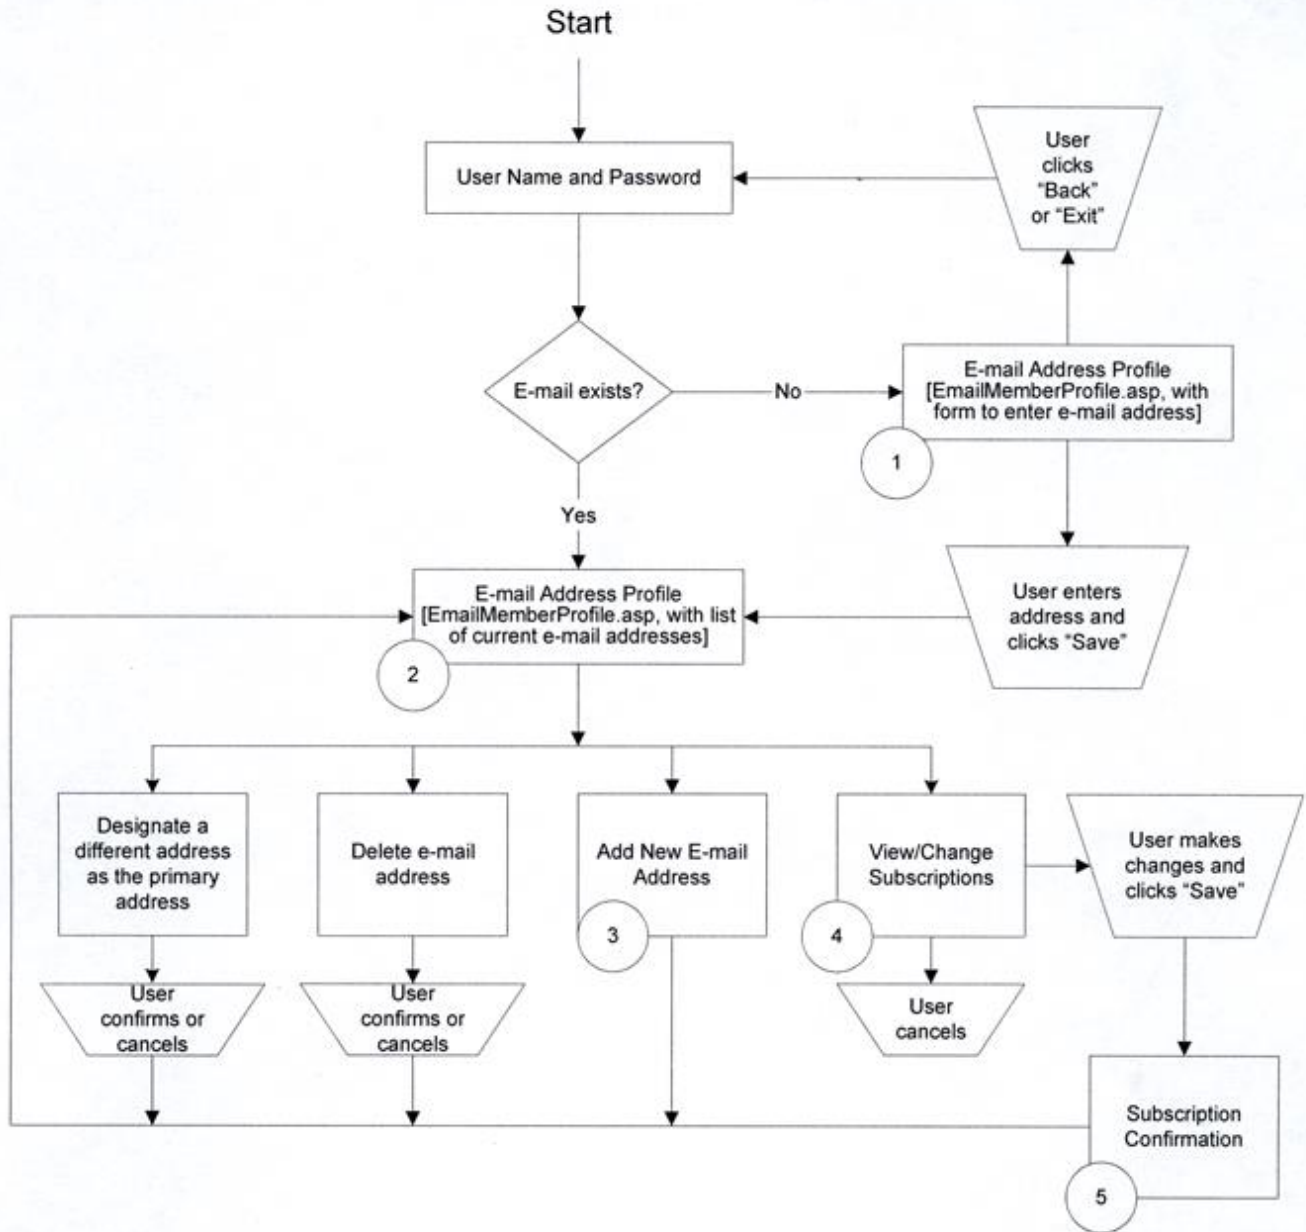 Start
User Name and Password
User
clicks
“Back”
or “Exit”
E-mail exists?
No
E-mail Address Profile
[EmailMemberProfile.asp, with
form to enter e-mail address]
1
Yes
E-mail Address Profile
[EmailMemberProfile.asp, with list
of current e-mail addresses]
2
User enters
address and
clicks “Save”
Designate a
different address
as the primary
address
Delete e-mail
address
Add New E-mail
Address
3
View/Change
Subscriptions
4
User makes
changes and
clicks “Save”
User
confirms or
cancels
User
confirms or
cancels
User
cancels
Subscription
Confirmation
5